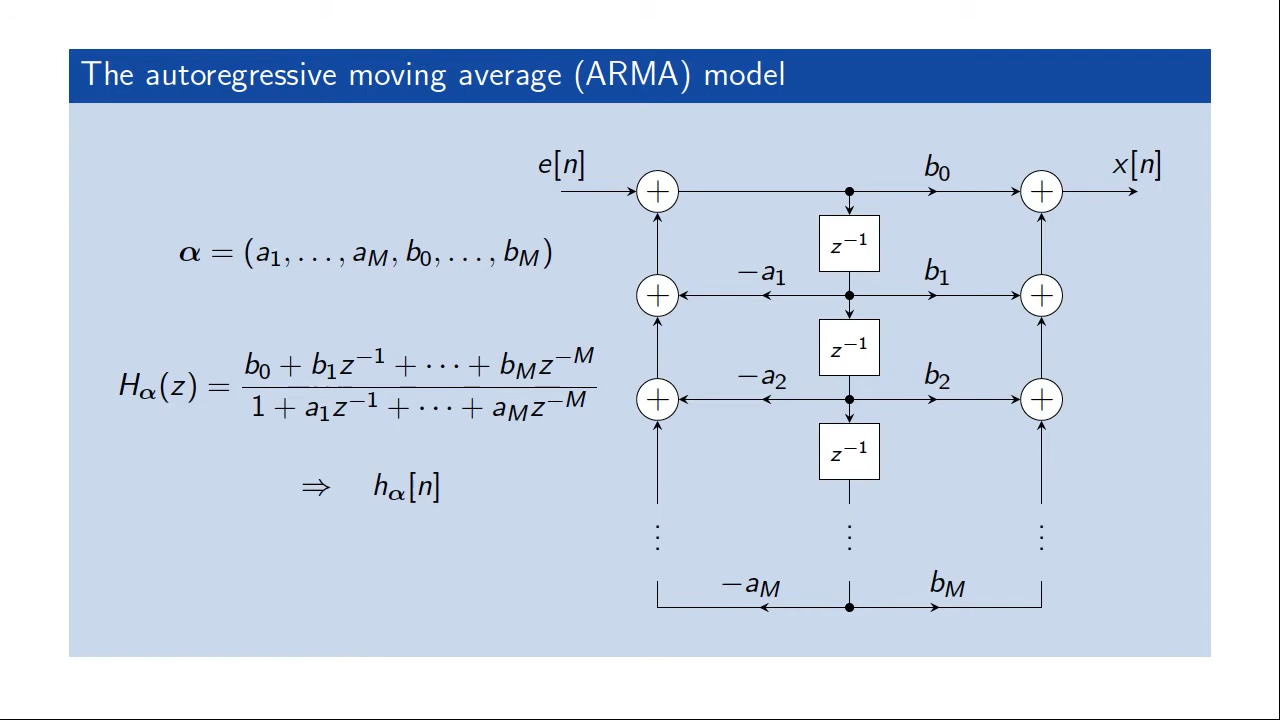 The autoregressive moving average (ARMA) model
e[n]
b₀
x[n]
+
+
z⁻¹
α = (a₁, …, a_M, b₀, …, b_M)
−a₁
b₁
+
+
z⁻¹
H_α(z) = (b₀ + b₁z⁻¹ + ⋯ + b_M z^{−M}) / (1 + a₁z⁻¹ + ⋯ + a_M z^{−M})
−a₂
b₂
+
+
z⁻¹
⇒ h_α[n]
⋮ ⋮ ⋮
−a_M
b_M